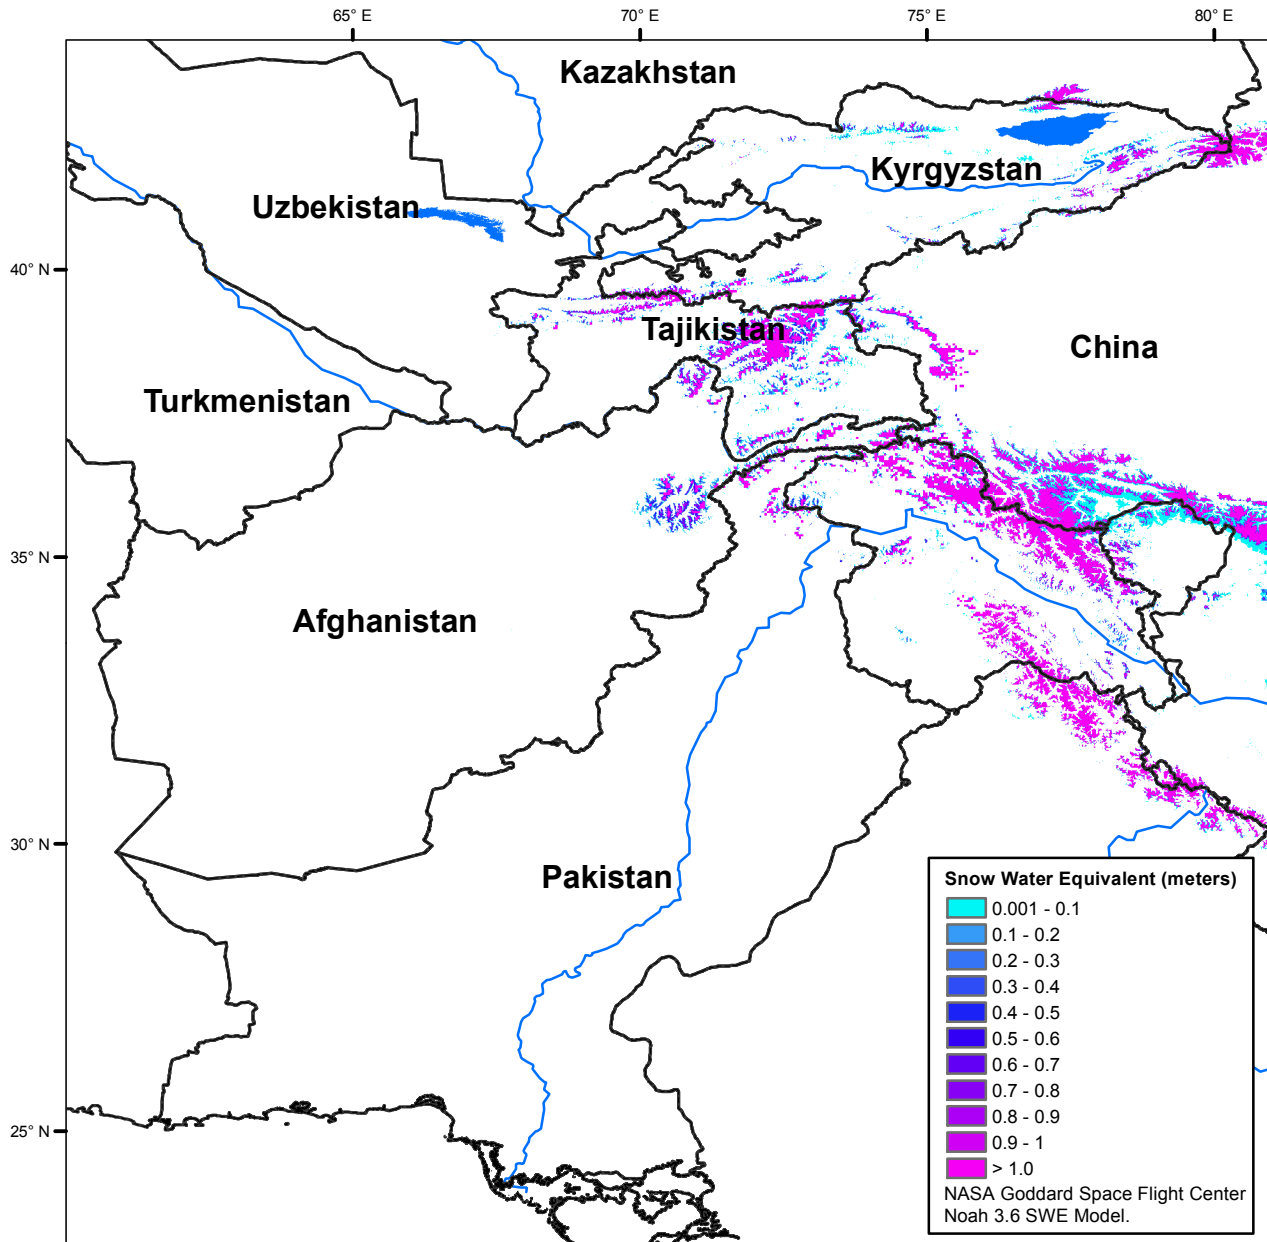 65° E
70° E
75° E
80° E
Kazakhstan
Kyrgyzstan
Uzbekistan
40° N
Tajikistan
China
Turkmenistan
35° N
Afghanistan
30° N
Pakistan
25° N
Snow Water Equivalent (meters)
0.001 - 0.1
0.1 - 0.2
0.2 - 0.3
0.3 - 0.4
0.4 - 0.5
0.5 - 0.6
0.6 - 0.7
0.7 - 0.8
0.8 - 0.9
0.9 - 1
> 1.0
NASA Goddard Space Flight Center
Noah 3.6 SWE Model.